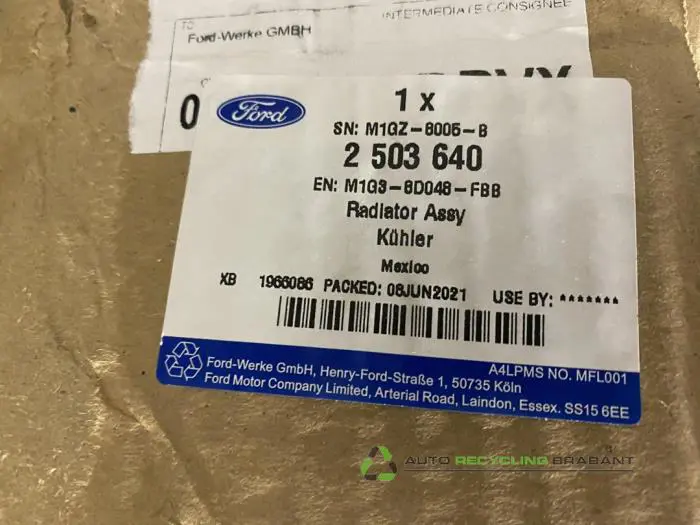 TO
Ford-Werke GMBH
INTERMEDIATE CONSIGNEE
0
Ford
1 x
SN: M1GZ-8005-B
2 503 640
EN: M1G3-8D048-FBB
Radiator Assy
Kühler
Mexico
XB 1966086 PACKED: 08JUN2021 USE BY: *******
A4LPMS NO. MFL001
Ford-Werke GmbH, Henry-Ford-Straße 1, 50735 Köln
Ford Motor Company Limited, Arterial Road, Laindon, Essex. SS15 6EE
AUTO RECYCLING BRABANT